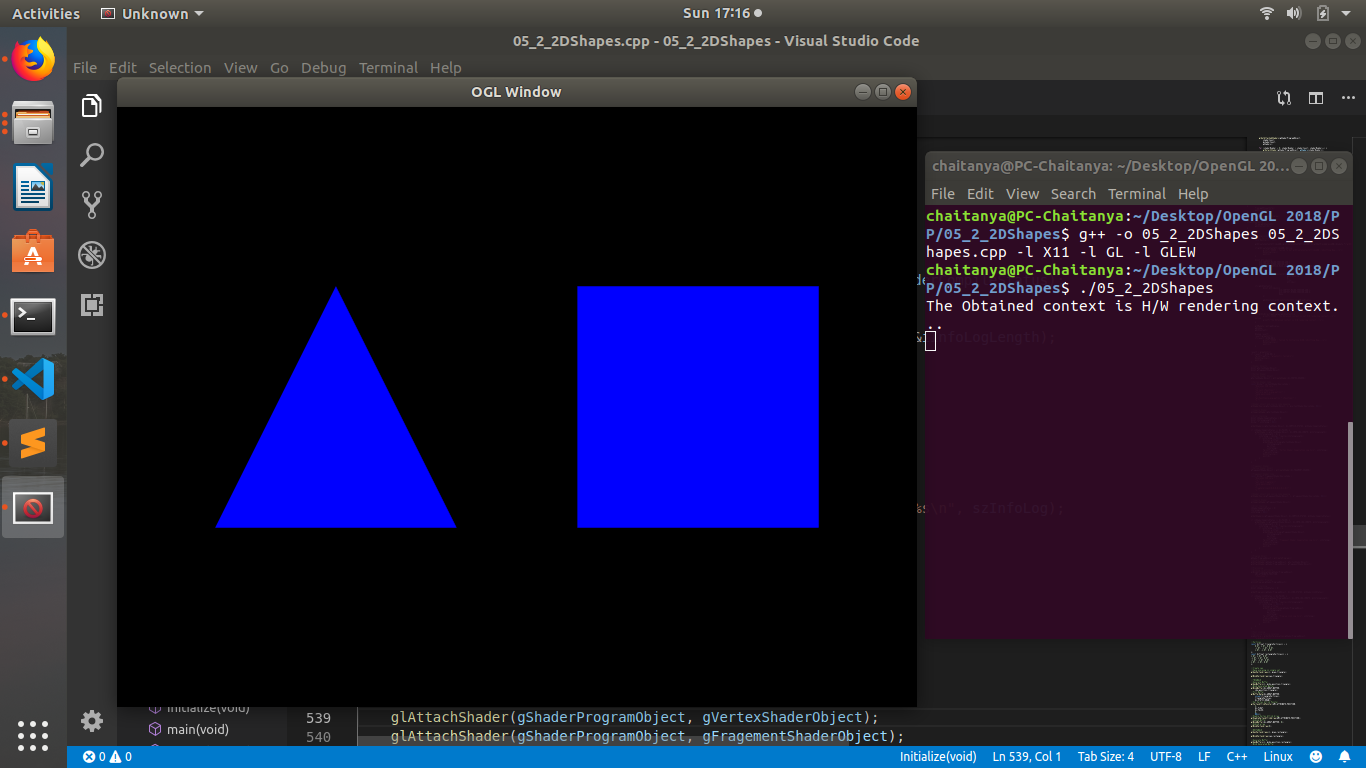 Activities
Unknown
Sun 17:16
05_2_2DShapes.cpp - 05_2_2DShapes - Visual Studio Code
File Edit Selection View Go Debug Terminal Help
OGL Window
chaitanya@PC-Chaitanya: ~/Desktop/OpenGL 20...
File Edit View Search Terminal Help
chaitanya@PC-Chaitanya:~/Desktop/OpenGL 2018/P
P/05_2_2DShapes$ g++ -o 05_2_2DShapes 05_2_2DS
hapes.cpp -l X11 -l GL -l GLEW
chaitanya@PC-Chaitanya:~/Desktop/OpenGL 2018/P
P/05_2_2DShapes$ ./05_2_2DShapes
The Obtained context is H/W rendering context.
..
nfoLogLength);
szInfoLog);
initialize(void)
main(void)
539 glAttachShader(gShaderProgramObject, gVertexShaderObject);
540 glAttachShader(gShaderProgramObject, gFragementShaderObject);
0 0 Initialize(void) Ln 539, Col 1 Tab Size: 4 UTF-8 LF C++ Linux